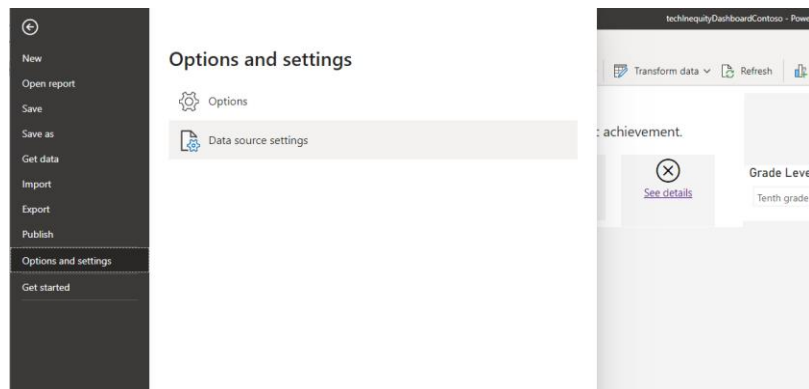 techInequityDashboardContoso - Powe
New
Open report
Save
Save as
Get data
Import
Export
Publish
Options and settings
Get started
Options and settings
Options
Data source settings
Transform data
Refresh
: achievement.
See details
Grade Leve
Tenth grade